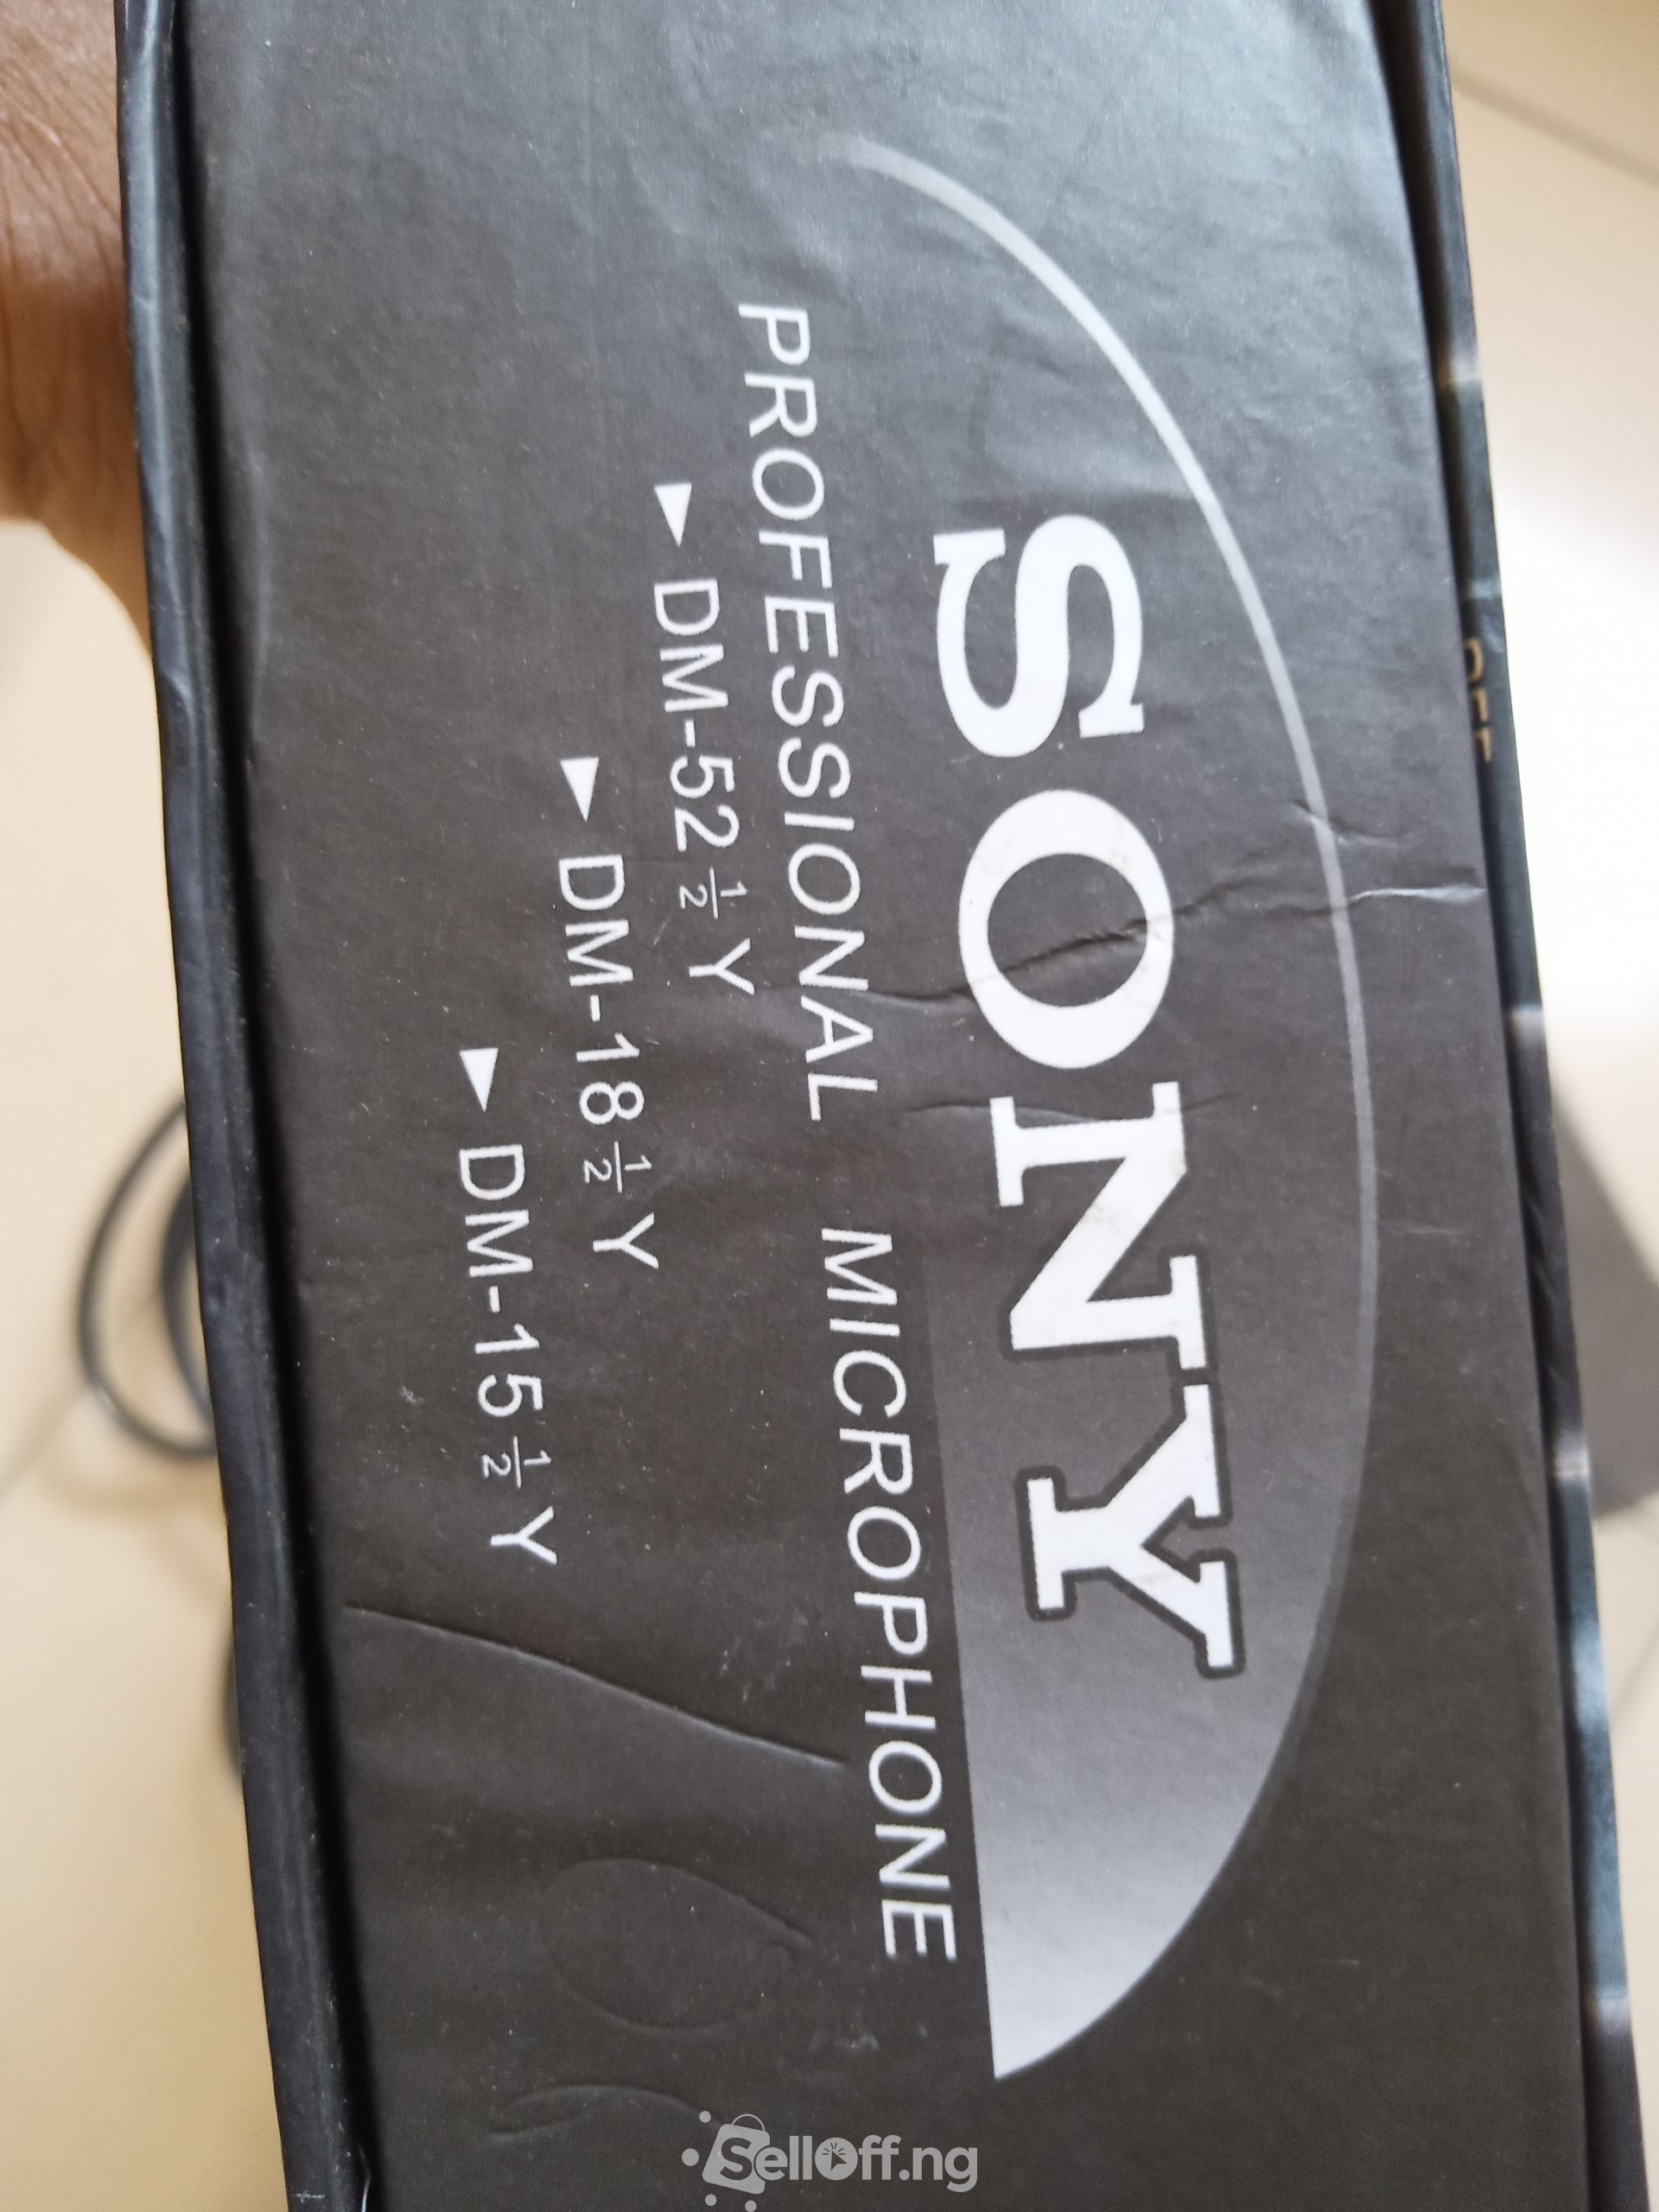 SONY
PROFESSIONAL MICROPHONE
▶ DM-52 ½ Y
▶ DM-18 ½ Y
▶ DM-15 ½ Y
SellOff.ng